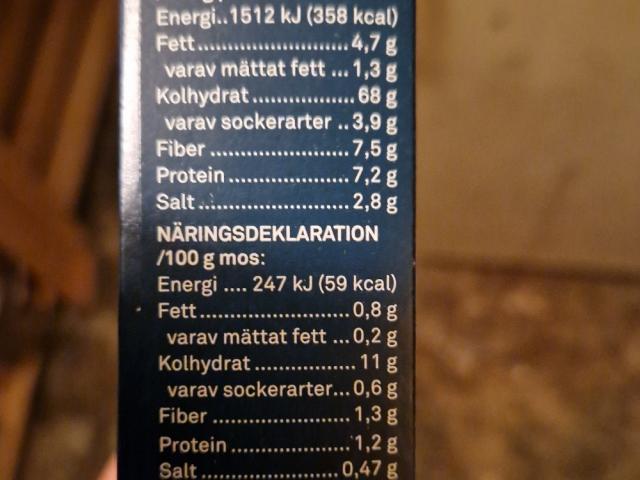 Energi..1512 kJ (358 kcal)
Fett...................... 4,7 g
varav mättat fett ... 1,3 g
Kolhydrat............... 68 g
varav sockerarter .. 3,9 g
Fiber ..................... 7,5 g
Protein................... 7,2 g
Salt....................... 2,8 g
NÄRINGSDEKLARATION
/100 g mos:
Energi .... 247 kJ (59 kcal)
Fett...................... 0,8 g
varav mättat fett ... 0,2 g
Kolhydrat............... 11 g
varav sockerarter... 0,6 g
Fiber .................... 1,3 g
Protein.................. 1,2 g
Salt .................... 0,47 g